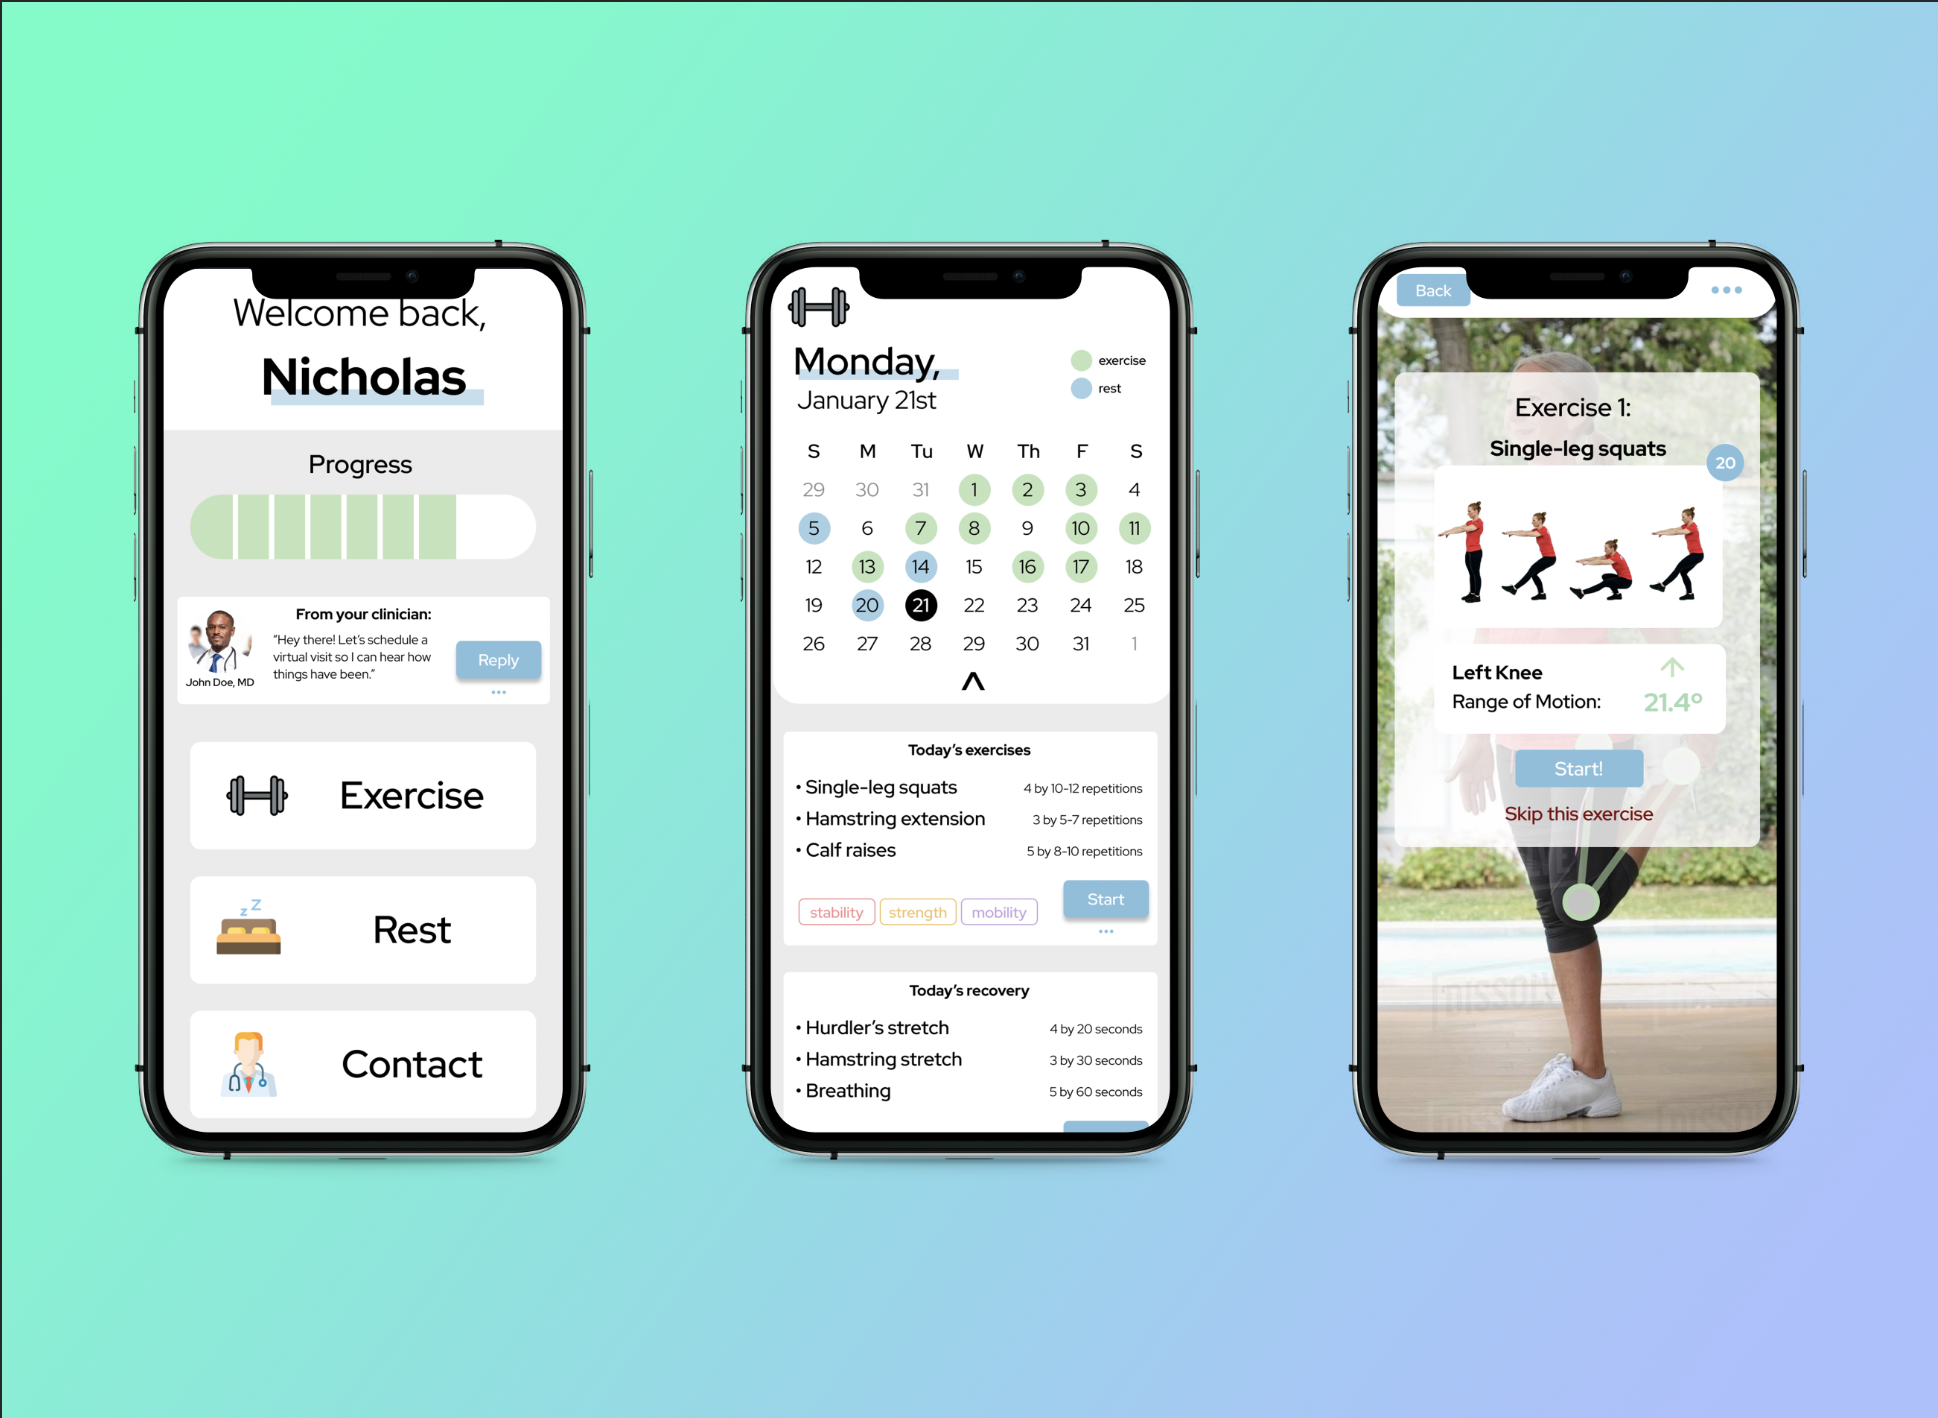 Welcome back,
Nicholas
Progress
From your clinician:
"Hey there! Let's schedule a
virtual visit so I can hear how
things have been."
John Doe, MD
Reply
Exercise
z Z
Rest
Contact
Monday,
January 21st
exercise
rest
S M Tu W Th F S
29 30 31 1 2 3 4
5 6 7 8 9 10 11
12 13 14 15 16 17 18
19 20 21 22 23 24 25
26 27 28 29 30 31 1
Today's exercises
• Single-leg squats 4 by 10-12 repetitions
• Hamstring extension 3 by 5-7 repetitions
• Calf raises 5 by 8-10 repetitions
stability strength mobility
Start
Today's recovery
• Hurdler's stretch 4 by 20 seconds
• Hamstring stretch 3 by 30 seconds
• Breathing 5 by 60 seconds
Back
Exercise 1:
Single-leg squats
20
Left Knee
Range of Motion: 21.4°
Start!
Skip this exercise